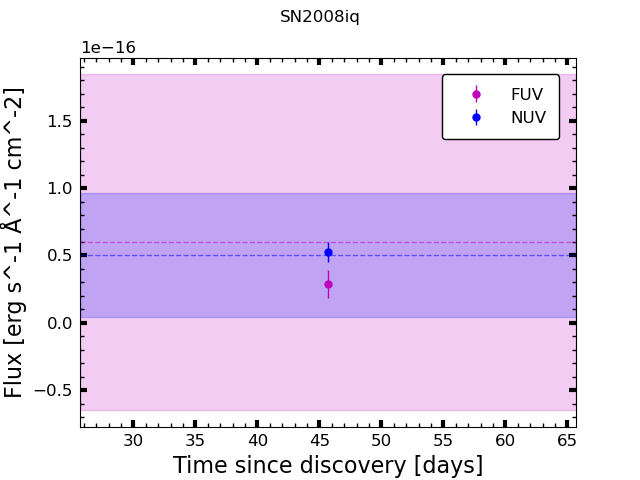 SN2008iq
1e−16
FUV
NUV
1.5
1.0
0.5
0.0
−0.5
Flux [erg s^-1 Å^-1 cm^-2]
30 35 40 45 50 55 60 65
Time since discovery [days]